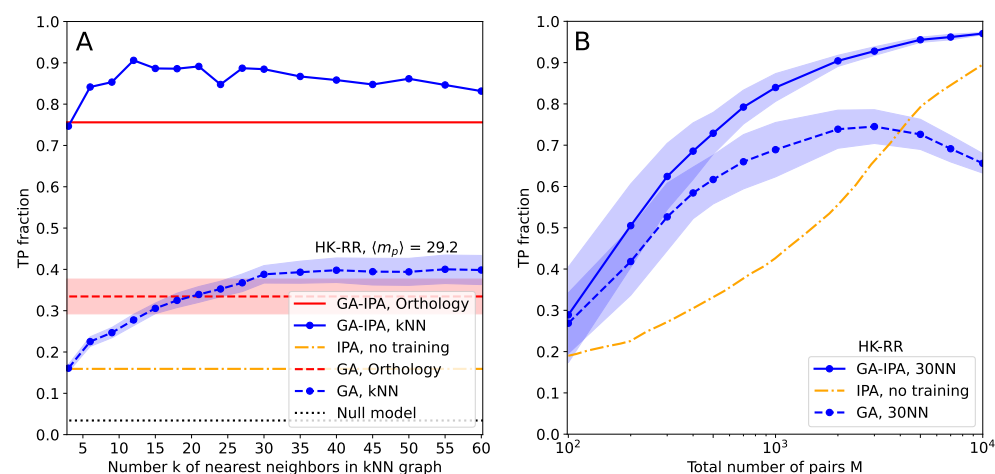 A
1.0
0.9
0.8
0.7
0.6
0.5
0.4
0.3
0.2
0.1
0.0
TP fraction
HK-RR, ⟨m_p⟩ = 29.2
GA-IPA, Orthology
GA-IPA, kNN
IPA, no training
GA, Orthology
GA, kNN
Null model
5 10 15 20 25 30 35 40 45 50 55 60
Number k of nearest neighbors in kNN graph
B
1.0
0.9
0.8
0.7
0.6
0.5
0.4
0.3
0.2
0.1
0.0
TP fraction
HK-RR
GA-IPA, 30NN
IPA, no training
GA, 30NN
10² 10³ 10⁴
Total number of pairs M